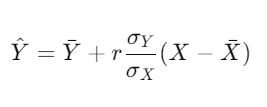 Ŷ = Ȳ + r σ_Y / σ_X (X − X̄)